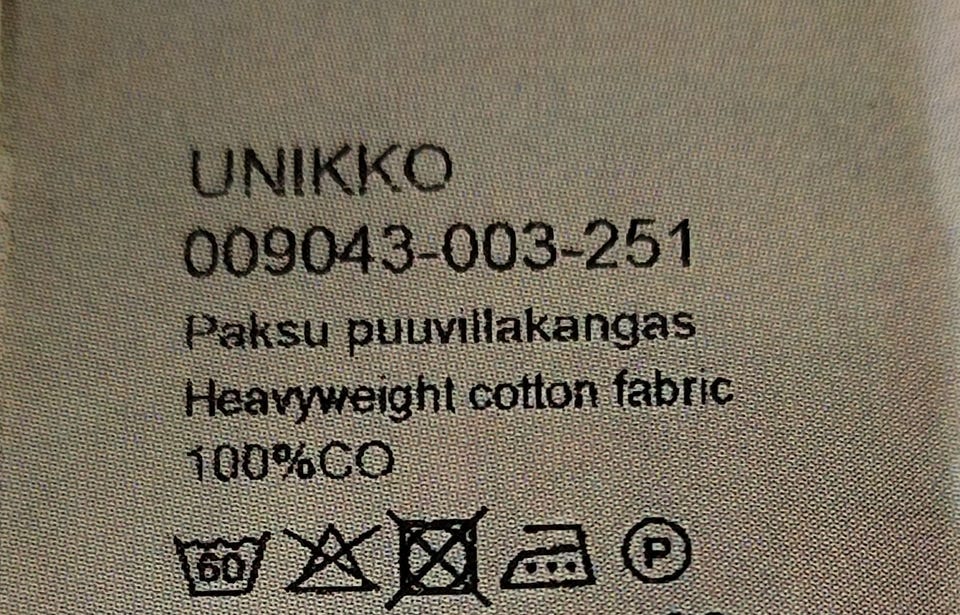 UNIKKO
009043-003-251
Paksu puuvillakangas
Heavyweight cotton fabric
100%CO
60 P